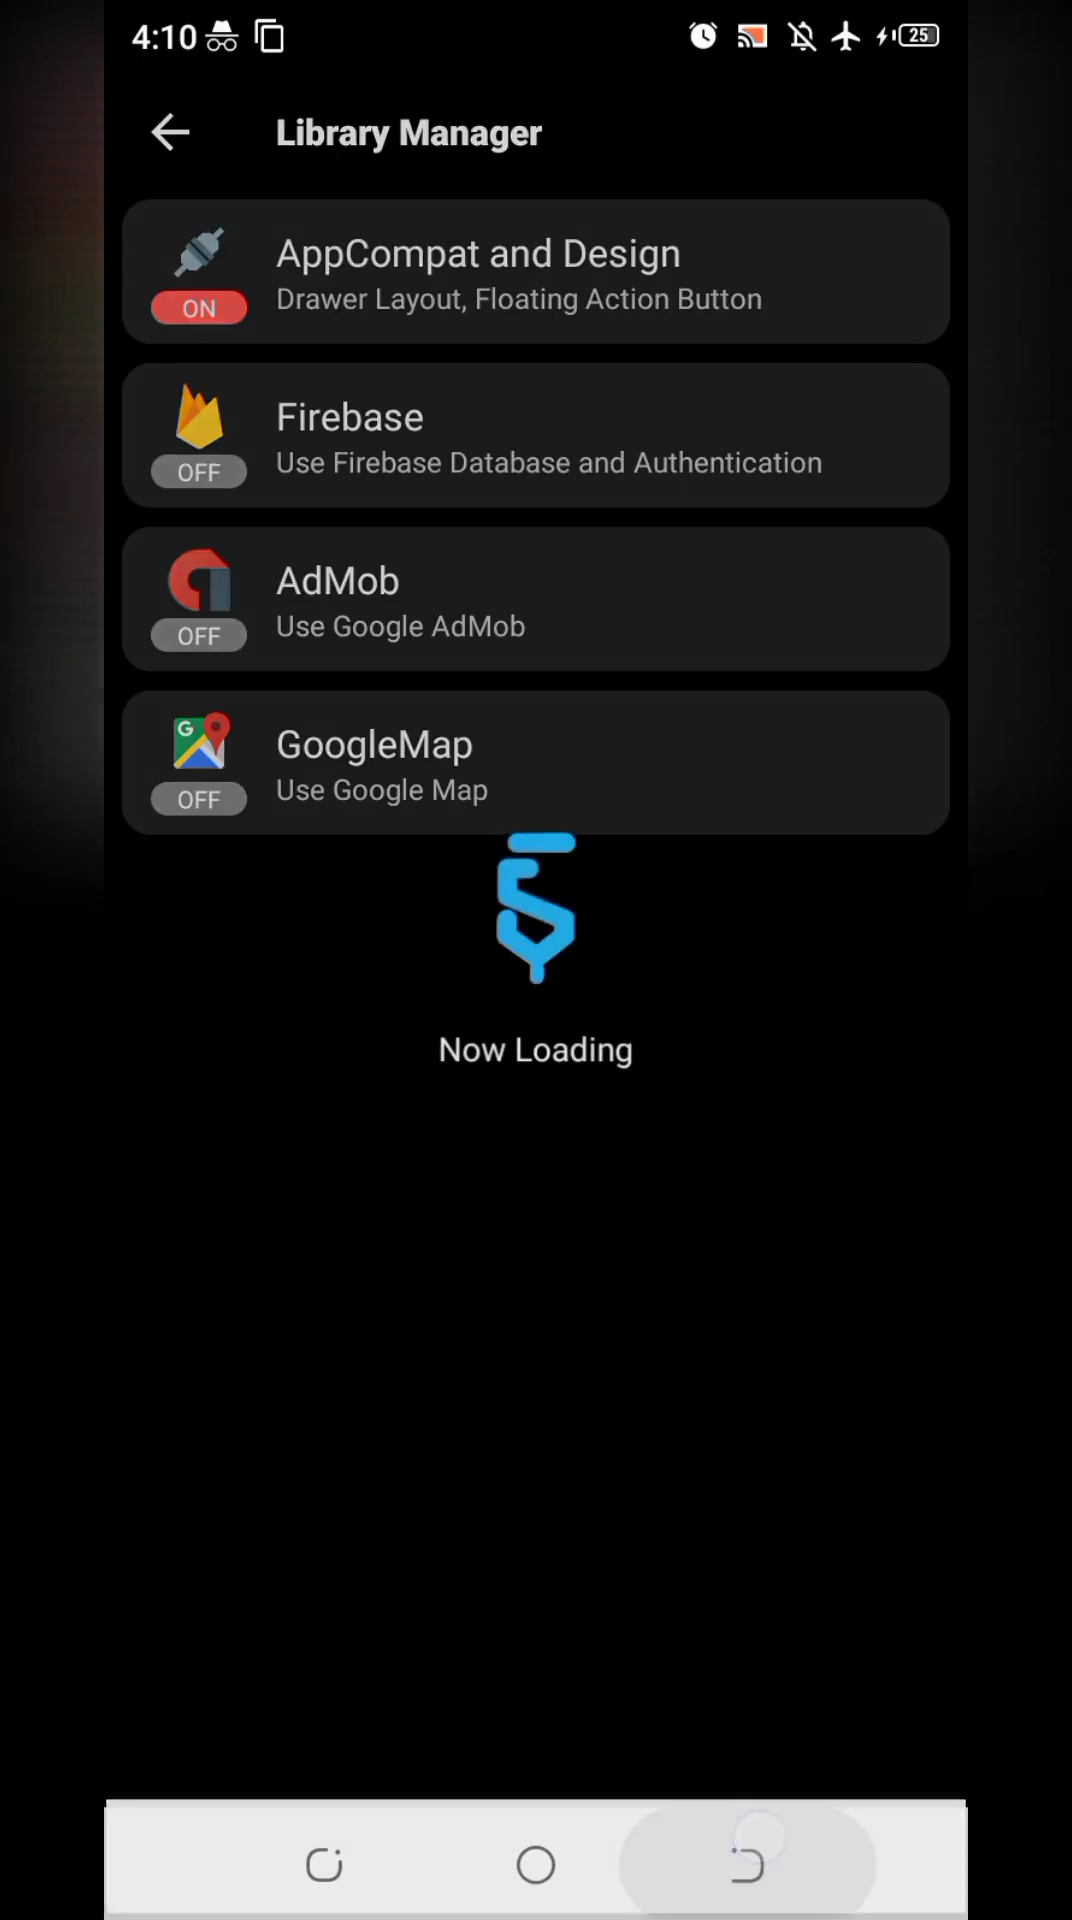 4:10
25
Library Manager
AppCompat and Design
Drawer Layout, Floating Action Button
ON
Firebase
Use Firebase Database and Authentication
OFF
AdMob
Use Google AdMob
OFF
G
GoogleMap
Use Google Map
OFF
Now Loading